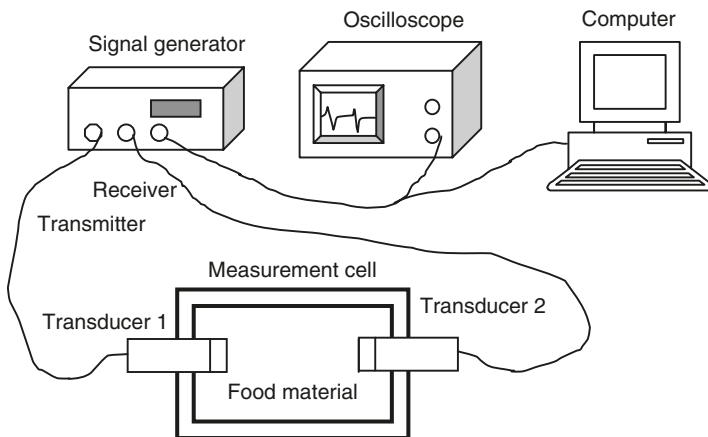 Signal generator
Oscilloscope
Computer
Receiver
Transmitter
Measurement cell
Transducer 1
Transducer 2
Food material